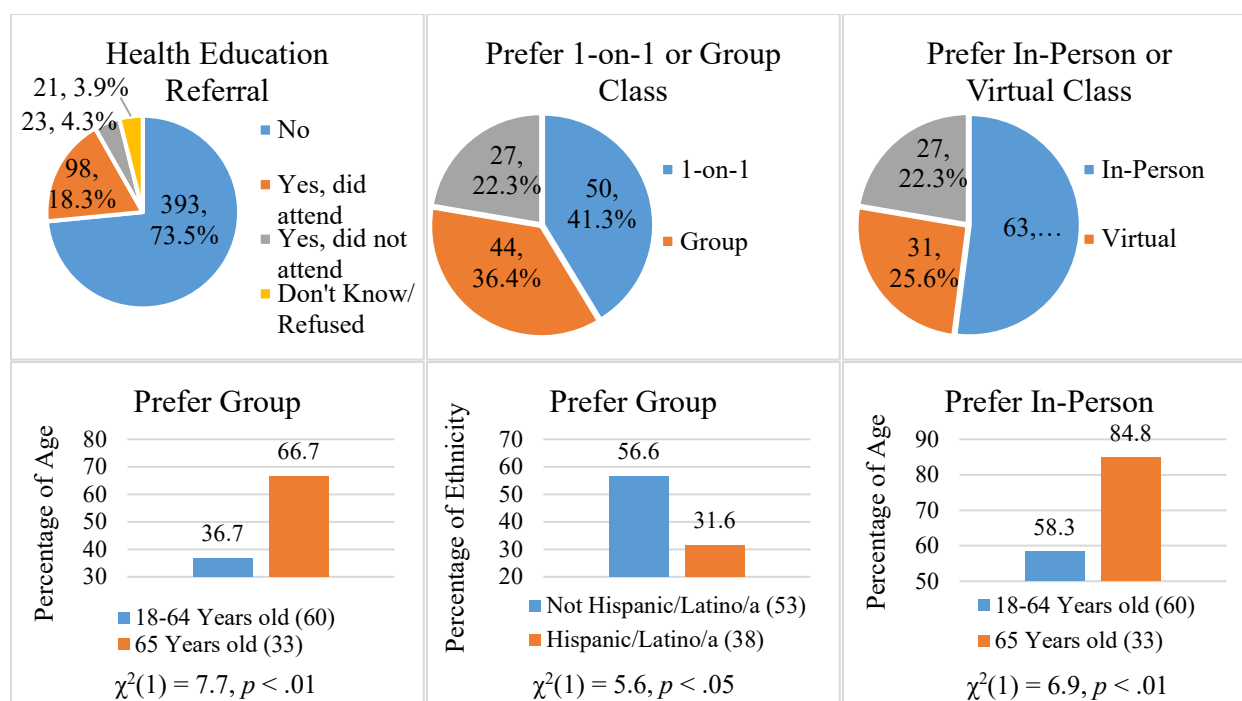 Health Education
Referral
21, 3.9%
23, 4.3%
98,
18.3%
393,
73.5%
No
Yes, did
attend
Yes, did not
attend
Don't Know/
Refused
Prefer 1-on-1 or Group
Class
27,
22.3%
50,
41.3%
44,
36.4%
1-on-1
Group
Prefer In-Person or
Virtual Class
27,
22.3%
63,...
31,
25.6%
In-Person
Virtual
Prefer Group
Percentage of Age
80
70
60
50
40
30
36.7
66.7
18-64 Years old (60)
65 Years old (33)
χ²(1) = 7.7, p < .01
Prefer Group
Percentage of Ethnicity
70
60
50
40
30
20
56.6
31.6
Not Hispanic/Latino/a (53)
Hispanic/Latino/a (38)
χ²(1) = 5.6, p < .05
Prefer In-Person
Percentage of Age
90
80
70
60
50
58.3
84.8
18-64 Years old (60)
65 Years old (33)
χ²(1) = 6.9, p < .01